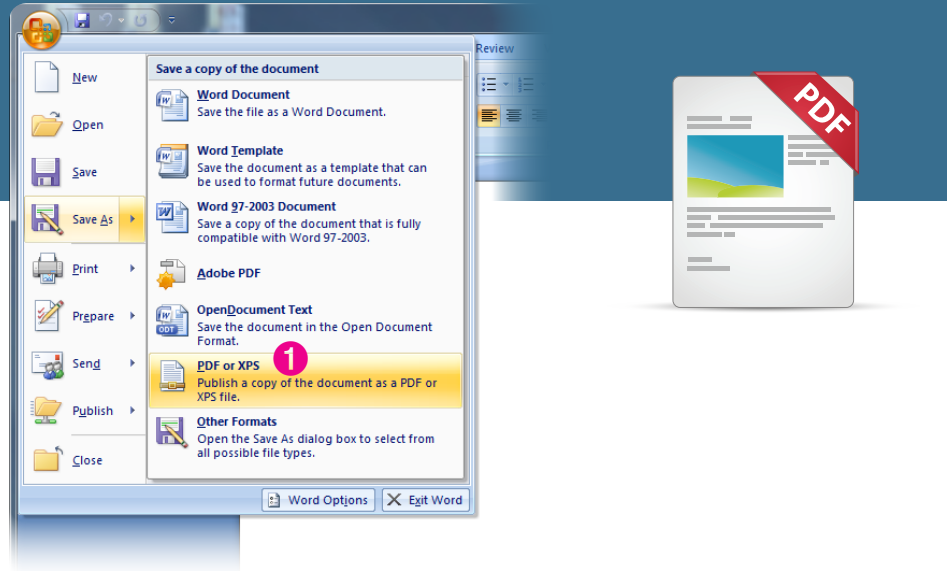 Review
New
Open
Save
Save As
Print
Prepare
Send
Publish
Close
Save a copy of the document
Word Document
Save the file as a Word Document.
Word Template
Save the document as a template that can
be used to format future documents.
Word 97-2003 Document
Save a copy of the document that is fully
compatible with Word 97-2003.
Adobe PDF
OpenDocument Text
Save the document in the Open Document
Format.
ODT
PDF or XPS
1
Publish a copy of the document as a PDF or
XPS file.
Other Formats
Open the Save As dialog box to select from
all possible file types.
Word Options
Exit Word
PDF